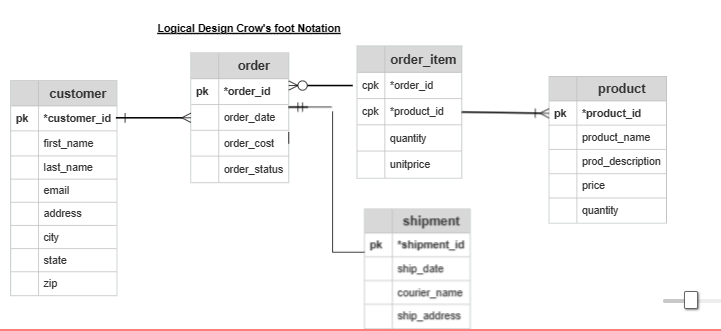 Logical Design Crow's foot Notation
customer
pk *customer_id
first_name
last_name
email
address
city
state
zip
order
pk *order_id
order_date
order_cost
order_status
order_item
cpk *order_id
cpk *product_id
quantity
unitprice
product
pk *product_id
product_name
prod_description
price
quantity
shipment
pk *shipment_id
ship_date
courier_name
ship_address